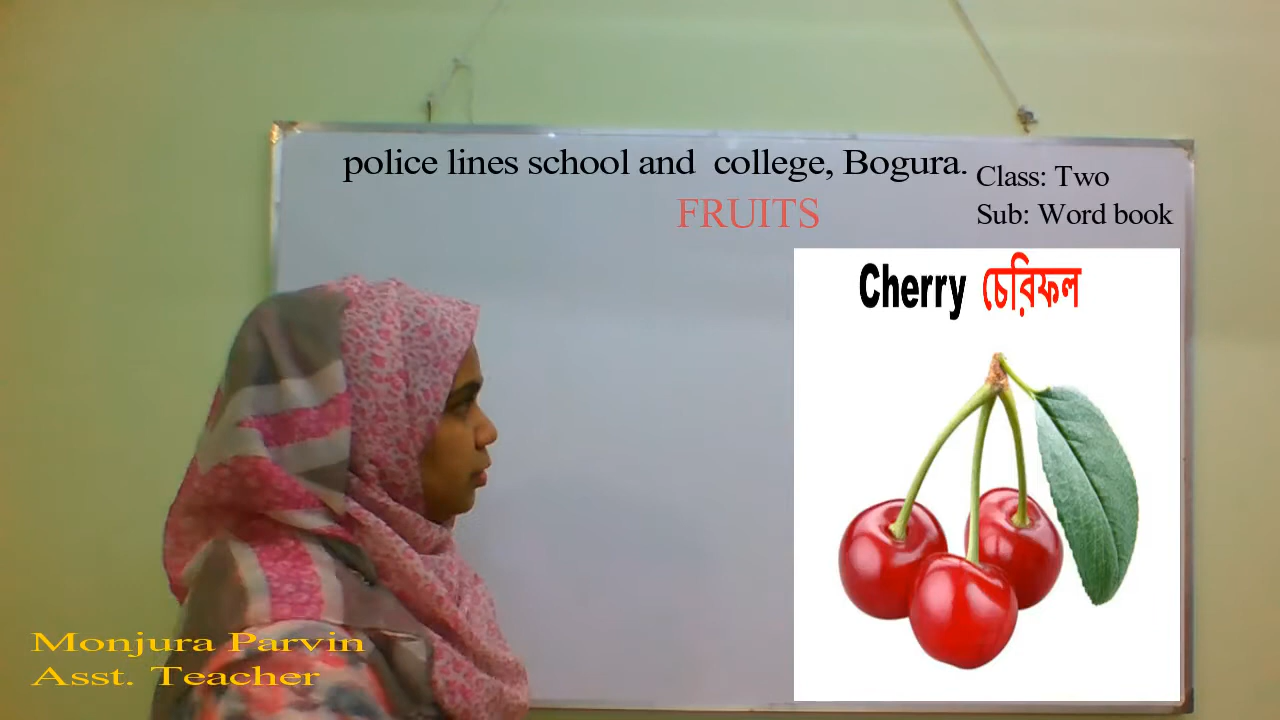 police lines school and college, Bogura.
Class: Two
FRUITS
Sub: Word book
Cherry চেরিফল
Monjura Parvin
Asst. Teacher